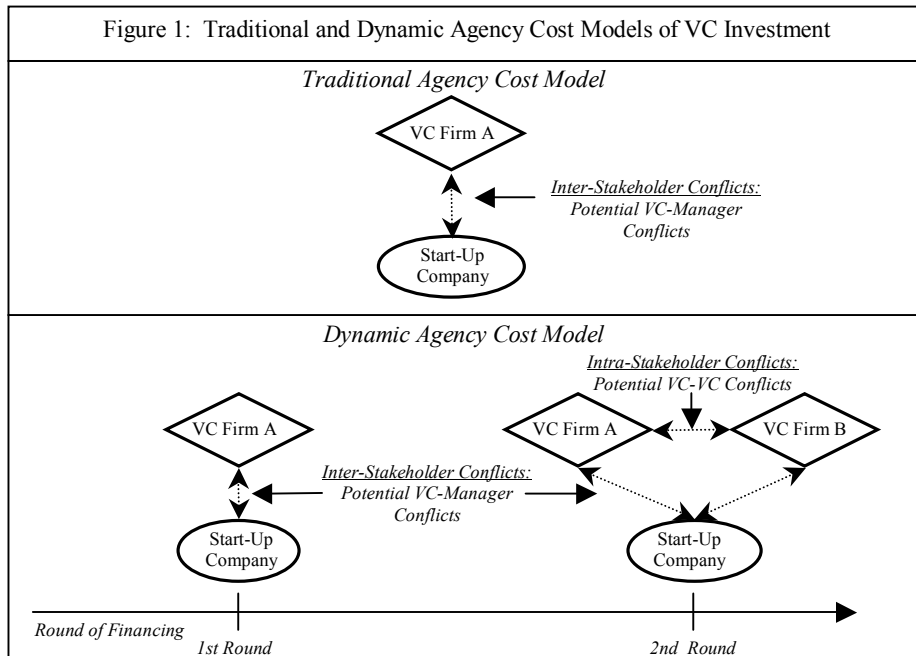 Figure 1: Traditional and Dynamic Agency Cost Models of VC Investment
Traditional Agency Cost Model
VC Firm A
Inter-Stakeholder Conflicts:
Potential VC-Manager
Conflicts
Start-Up
Company
Dynamic Agency Cost Model
Intra-Stakeholder Conflicts:
Potential VC-VC Conflicts
VC Firm A
VC Firm A
VC Firm B
Inter-Stakeholder Conflicts:
Potential VC-Manager
Conflicts
Start-Up
Company
Start-Up
Company
Round of Financing
1st Round
2nd Round